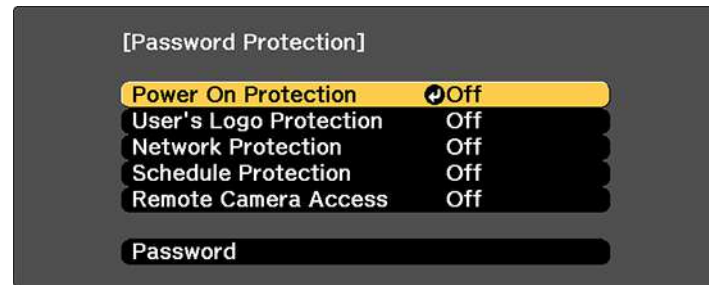 [Password Protection]
Power On Protection Off
User's Logo Protection Off
Network Protection Off
Schedule Protection Off
Remote Camera Access Off
Password